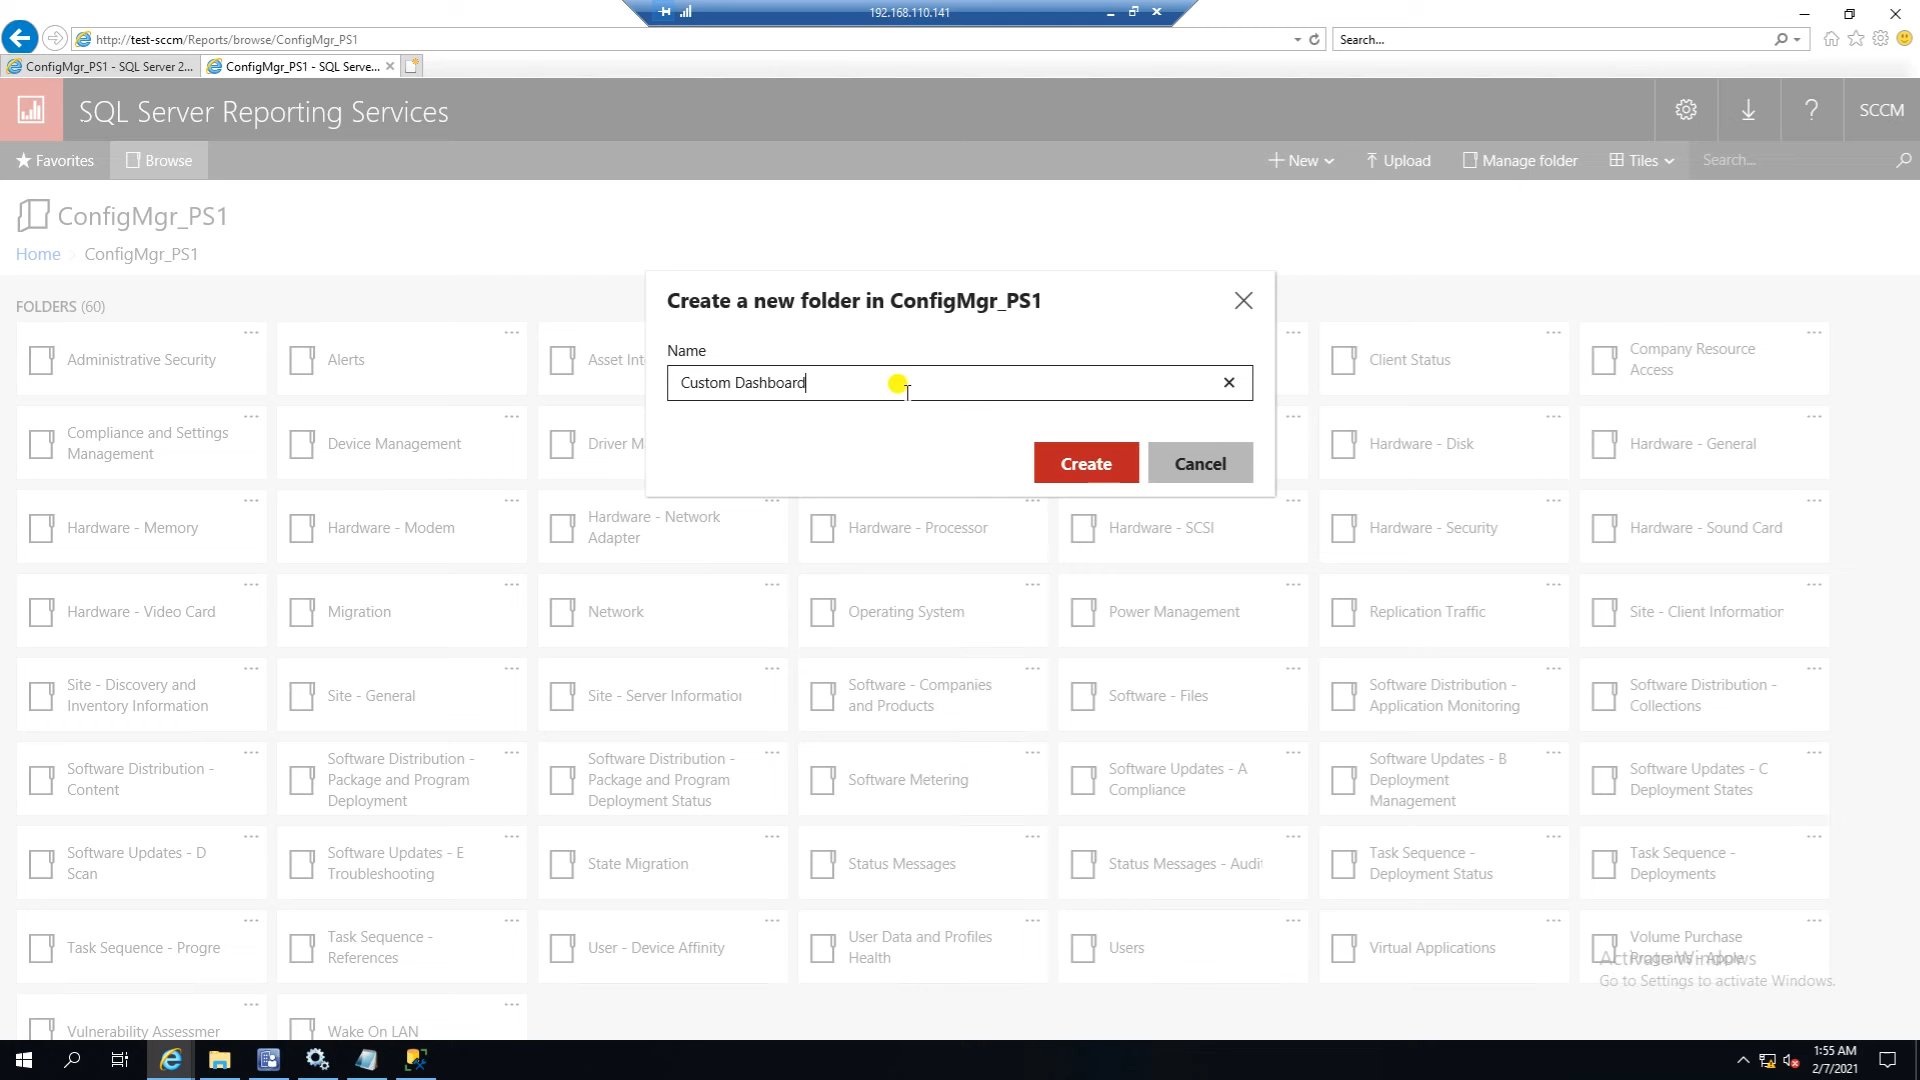 192.168.110.141
http://test-sccm/Reports/browse/ConfigMgr_PS1
Search...
ConfigMgr_PS1 - SQL Server 2...
ConfigMgr_PS1 - SQL Serve...
SQL Server Reporting Services
SCCM
Favorites
Browse
New
Upload
Manage folder
Tiles
Search...
ConfigMgr_PS1
Home
ConfigMgr_PS1
FOLDERS (60)
Create a new folder in ConfigMgr_PS1
Name
Custom Dashboard
Create
Cancel
Administrative Security
Alerts
Asset Int
Client Status
Company Resource
Access
Compliance and Settings
Management
Device Management
Driver M
Hardware - Disk
Hardware - General
Hardware - Memory
Hardware - Modem
Hardware - Network
Adapter
Hardware - Processor
Hardware - SCSI
Hardware - Security
Hardware - Sound Card
Hardware - Video Card
Migration
Network
Operating System
Power Management
Replication Traffic
Site - Client Information
Site - Discovery and
Inventory Information
Site - General
Site - Server Information
Software - Companies
and Products
Software - Files
Software Distribution -
Application Monitoring
Software Distribution -
Collections
Software Distribution -
Content
Software Distribution -
Package and Program
Deployment
Software Distribution -
Package and Program
Deployment Status
Software Metering
Software Updates - A
Compliance
Software Updates - B
Deployment
Management
Software Updates - C
Deployment States
Software Updates - D
Scan
Software Updates - E
Troubleshooting
State Migration
Status Messages
Status Messages - Audit
Task Sequence -
Deployment Status
Task Sequence -
Deployments
Task Sequence - Progre
Task Sequence -
References
User - Device Affinity
User Data and Profiles
Health
Users
Virtual Applications
Volume Purchase
Programs - Apple
Activate Windows
Go to Settings to activate Windows.
Vulnerability Assessmer
Wake On LAN
1:55 AM
2/7/2021